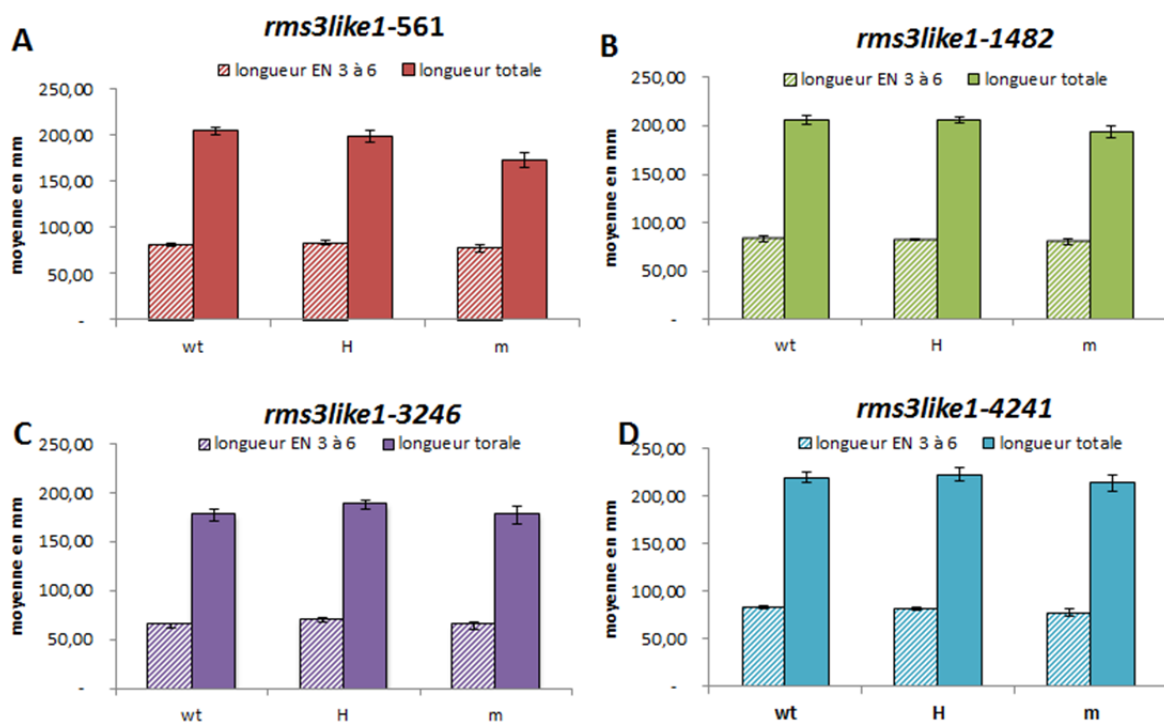 A
rms3like1-561
longueur EN 3 à 6 longueur totale
250,00
200,00
150,00
100,00
50,00
-
moyenne en mm
wt H m
B
rms3like1-1482
longueur EN 3 à 6 longueur totale
250,00
200,00
150,00
100,00
50,00
-
moyenne en mm
wt H m
C
rms3like1-3246
longueur EN 3 à 6 longueur torale
250,00
200,00
150,00
100,00
50,00
-
moyenne en mm
wt H m
D
rms3like1-4241
longueur EN 3 à 6 longueur totale
250,00
200,00
150,00
100,00
50,00
-
moyenne en mm
wt H m